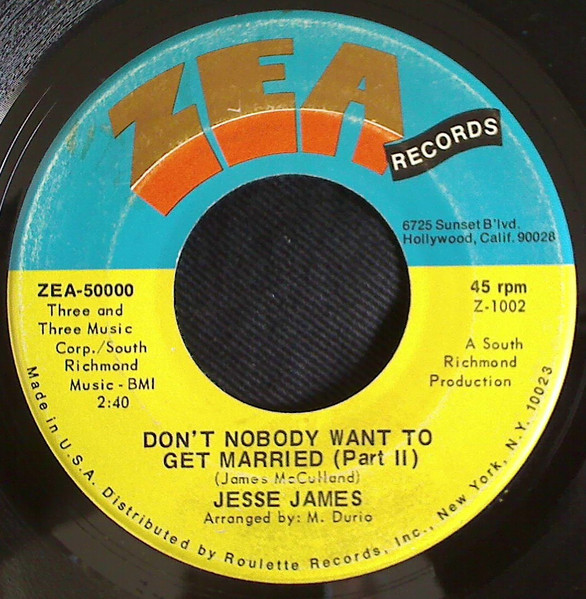 ZEA
RECORDS
6725 Sunset B'lvd.
Hollywood, Calif. 90028
ZEA-50000
Three and
Three Music
Corp./South
Richmond
Music - BMI
2:40
45 rpm
Z-1002
A South
Richmond
Production
DON'T NOBODY WANT TO
GET MARRIED (Part II)
(James McCulland)
JESSE JAMES
Arranged by: M. Durio
Made in U.S.A. Distributed by Roulette Records, Inc., New York, N.Y. 10023